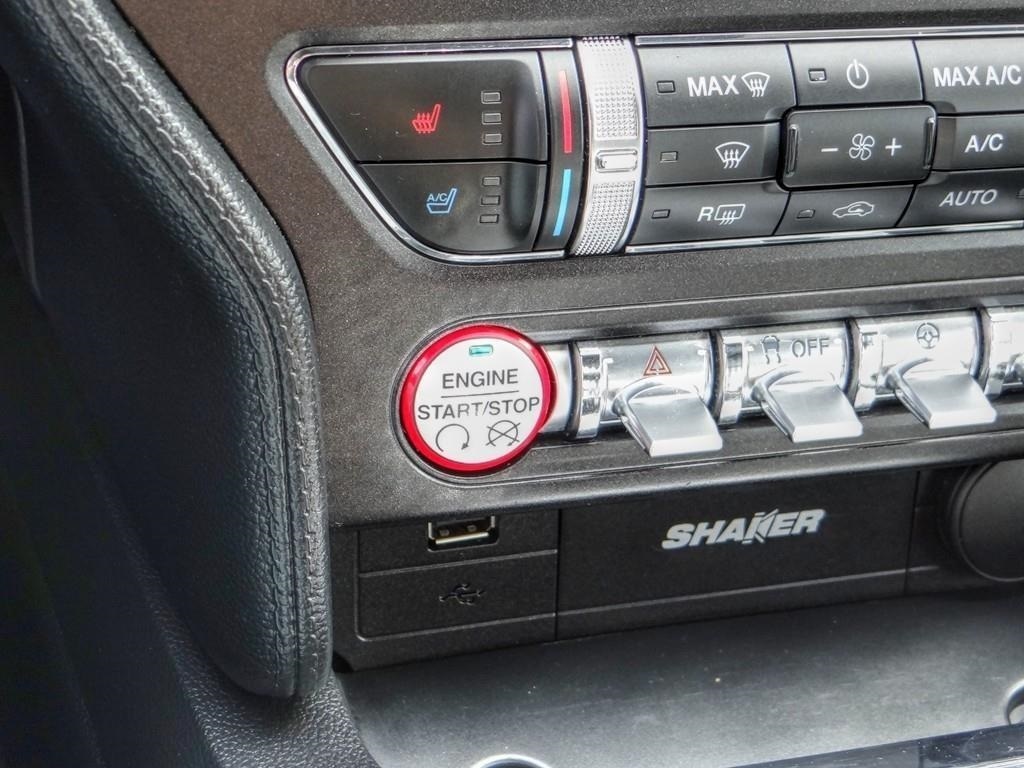 MAX
MAX A/C
A/C
A/C
R
AUTO
- +
ENGINE
START/STOP
OFF
SHAKER